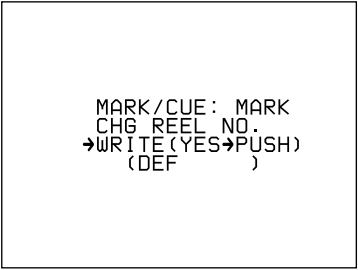 MARK/CUE: MARK
CHG REEL NO.
➔WRITE(YES➔PUSH)
(DEF      )